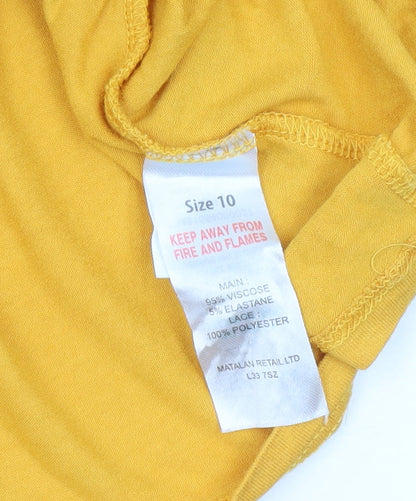 Size 10
KEEP AWAY FROM
FIRE AND FLAMES
MAIN :
95% VISCOSE
5% ELASTANE
LACE :
100% POLYESTER
MATALAN RETAIL LTD
L33 7SZ